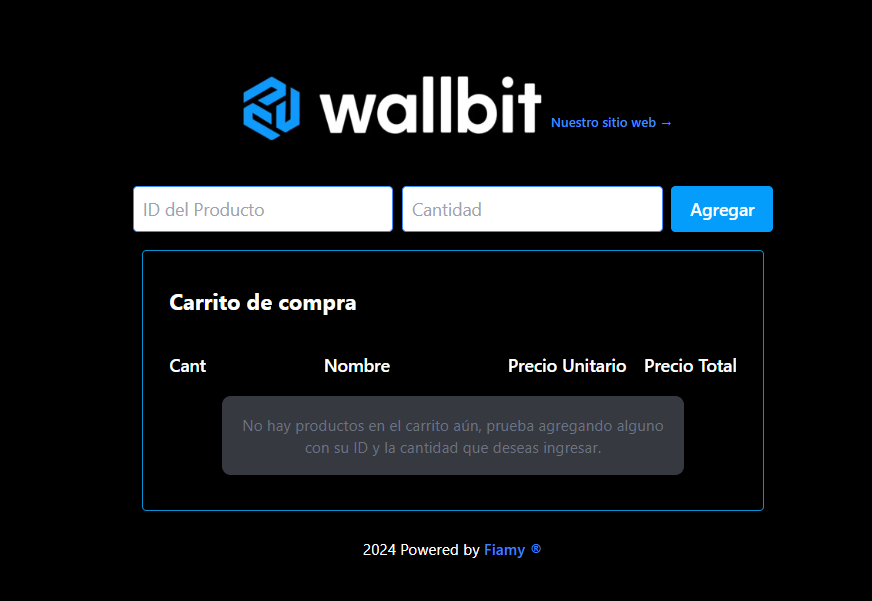 wallbit
Nuestro sitio web →
ID del Producto
Cantidad
Agregar
Carrito de compra
Cant Nombre Precio Unitario Precio Total
No hay productos en el carrito aún, prueba agregando alguno
con su ID y la cantidad que deseas ingresar.
2024 Powered by Fiamy ®